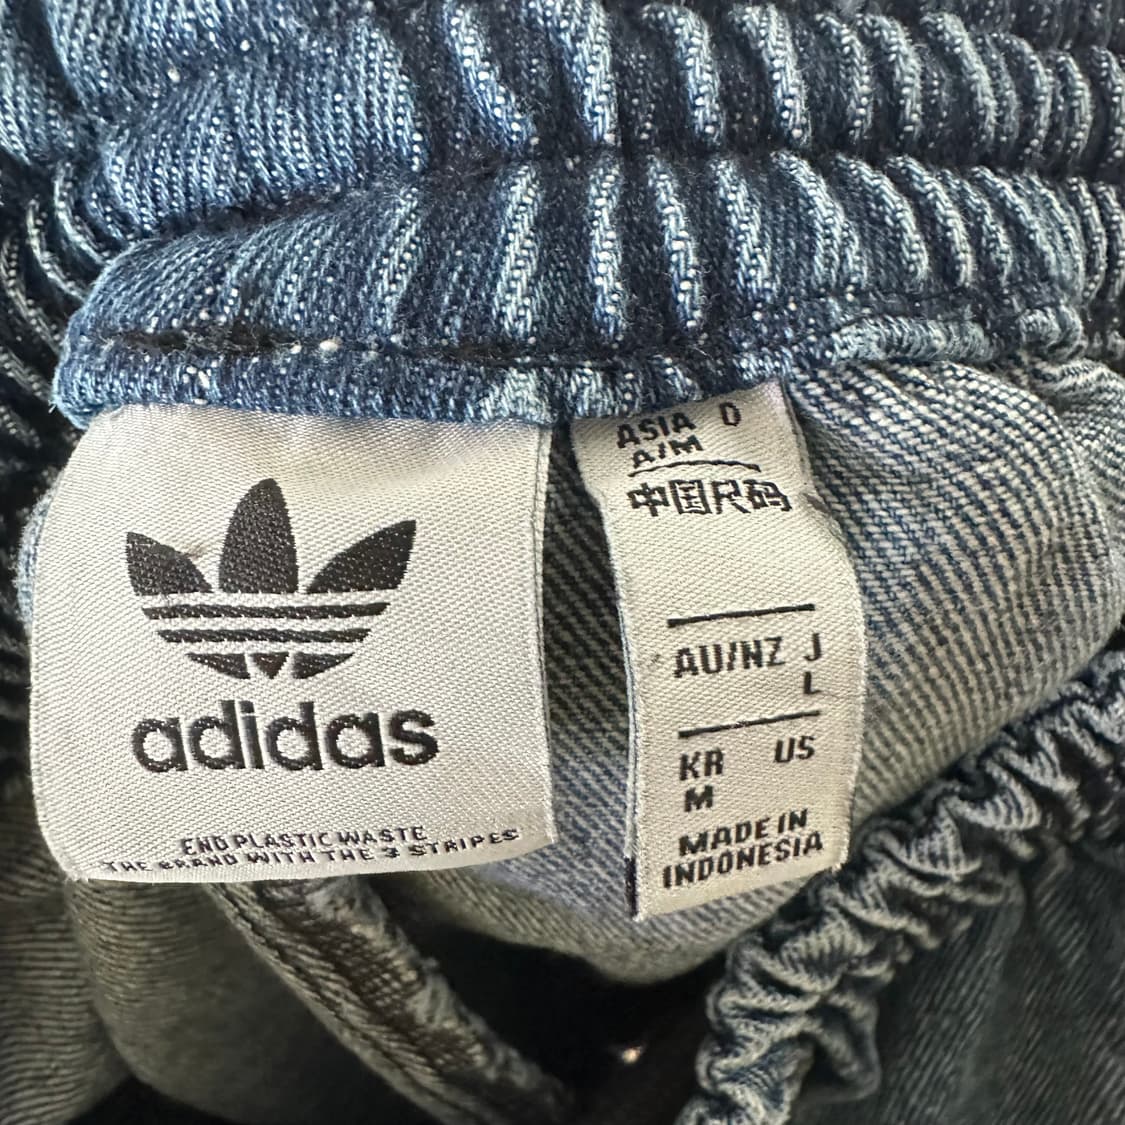 adidas
END PLASTIC WASTE
THE BRAND WITH THE 3 STRIPES
ASIA D
A/M
中国尺码
AU/NZ J
L
KR US
M
MADE IN
INDONESIA